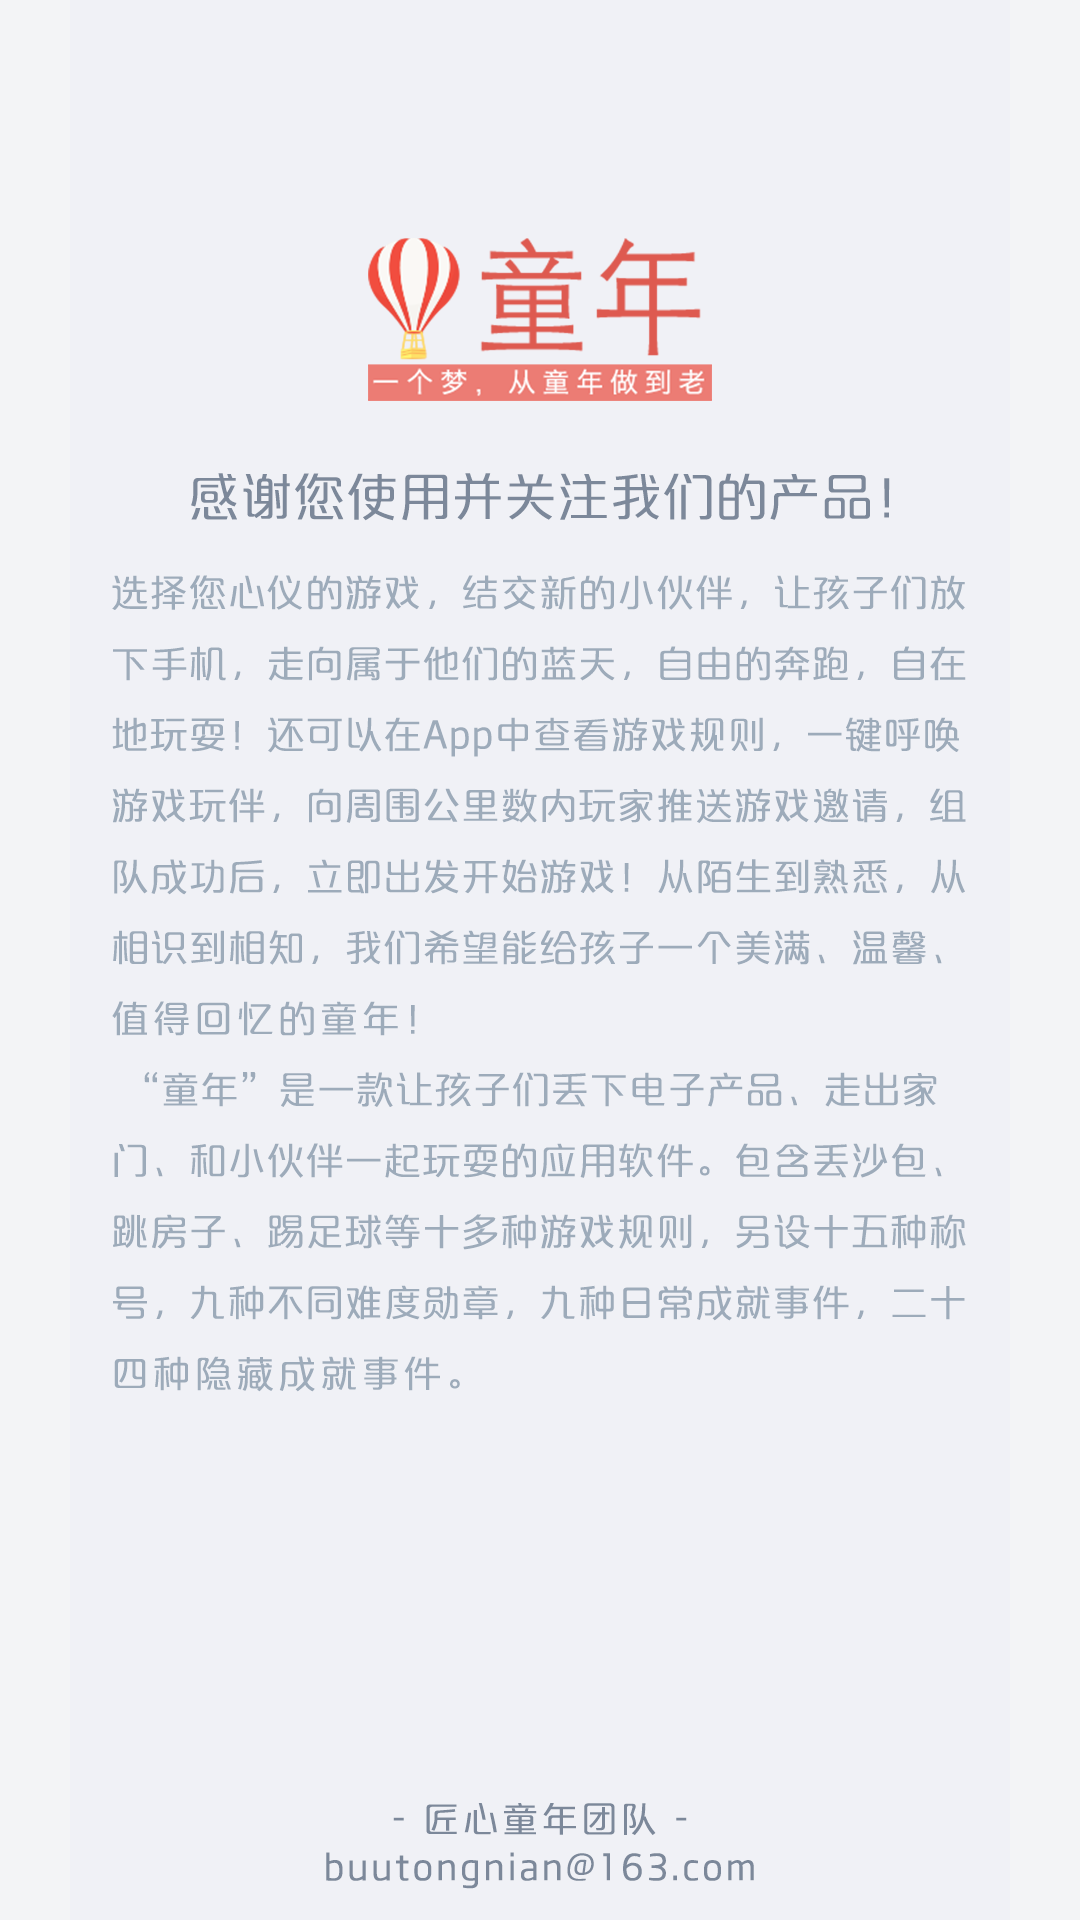 童年
一个梦，从童年做到老
感谢您使用并关注我们的产品！
选择您心仪的游戏，结交新的小伙伴，让孩子们放
下手机，走向属于他们的蓝天，自由的奔跑，自在
地玩耍！还可以在App中查看游戏规则，一键呼唤
游戏玩伴，向周围公里数内玩家推送游戏邀请，组
队成功后，立即出发开始游戏！从陌生到熟悉，从
相识到相知，我们希望能给孩子一个美满、温馨、
值得回忆的童年！
“童年”是一款让孩子们丢下电子产品、走出家
门、和小伙伴一起玩耍的应用软件。包含丢沙包、
跳房子、踢足球等十多种游戏规则，另设十五种称
号，九种不同难度勋章，九种日常成就事件，二十
四种隐藏成就事件。
- 匠心童年团队 -
buutongnian@163.com